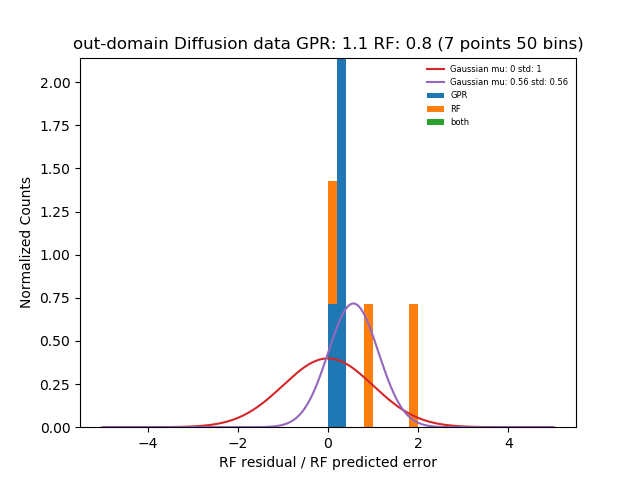 out-domain Diffusion data GPR: 1.1 RF: 0.8 (7 points 50 bins)
Gaussian mu: 0 std: 1
Gaussian mu: 0.56 std: 0.56
GPR
RF
both
Normalized Counts
2.00
1.75
1.50
1.25
1.00
0.75
0.50
0.25
0.00
−4 −2 0 2 4
RF residual / RF predicted error